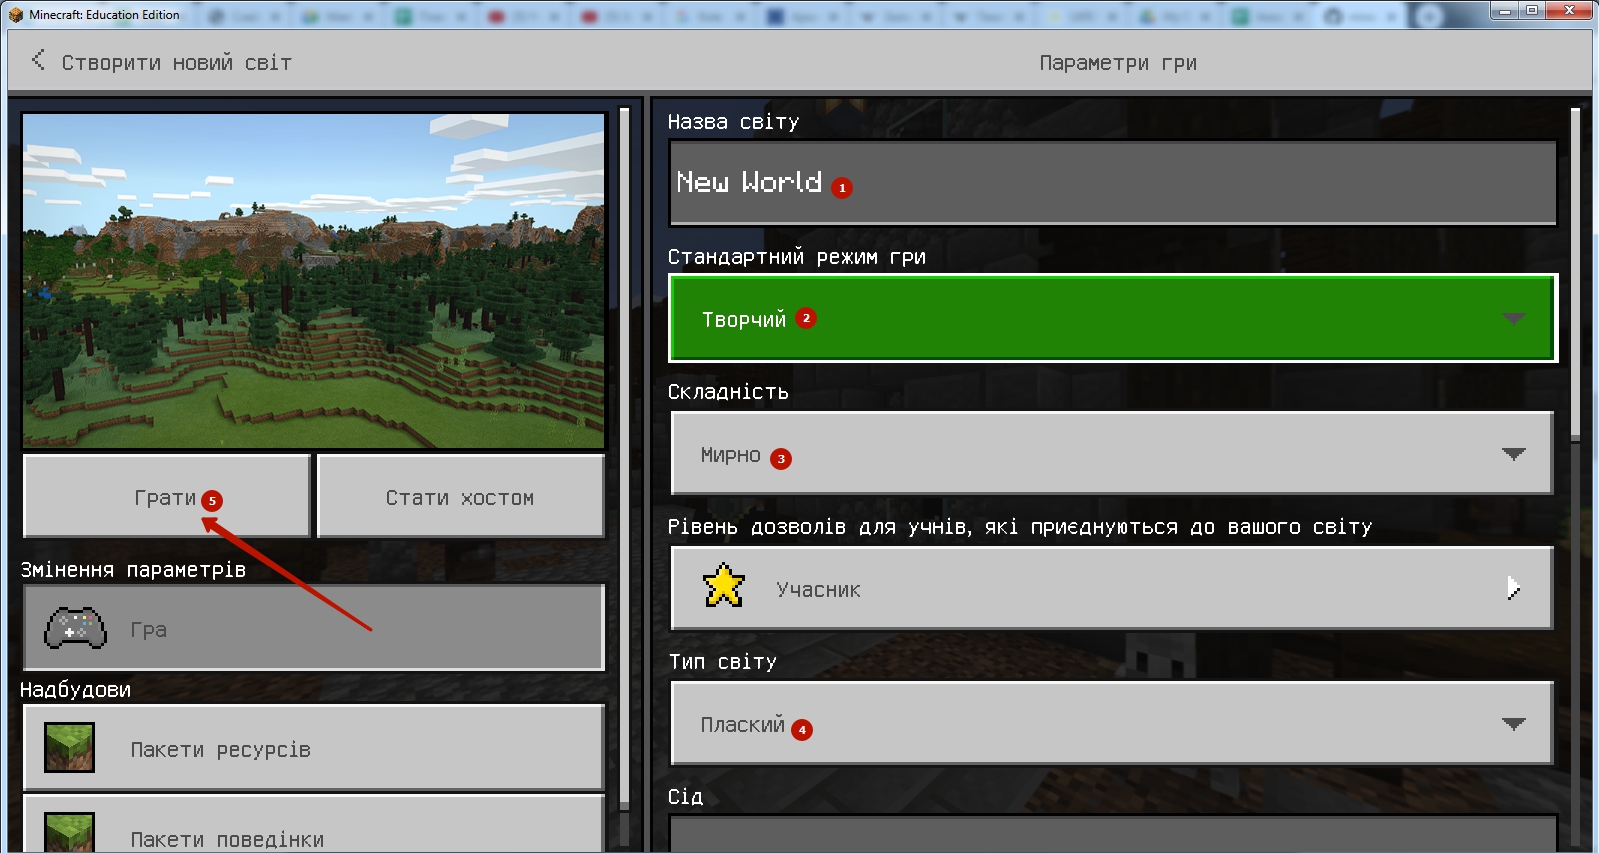 Minecraft: Education Edition
Створити новий світ
Параметри гри
Грати 5
Стати хостом
Змінення параметрів
Гра
Надбудови
Пакети ресурсів
Пакети поведінки
Назва світу
New World 1
Стандартний режим гри
Творчий 2
Складність
Мирно 3
Рівень дозволів для учнів, які приєднуються до вашого світу
Учасник
Тип світу
Плаский 4
Сід